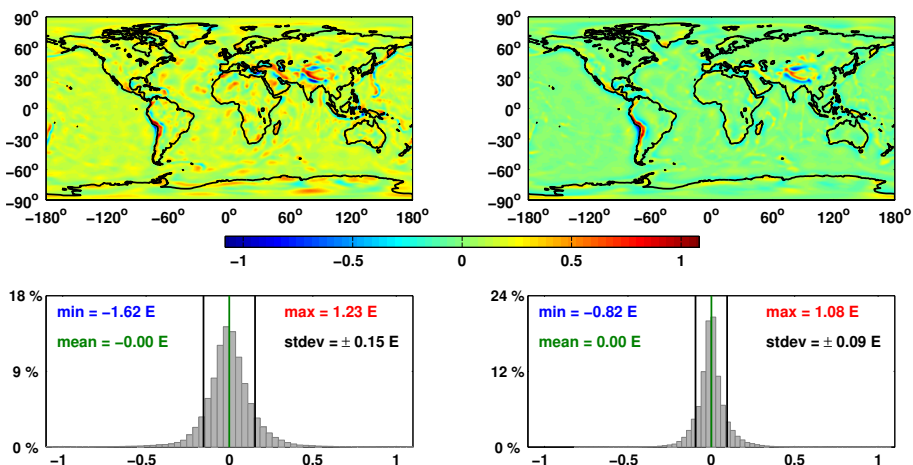 90° 90°
60° 60°
30° 30°
0° 0°
−30° −30°
−60° −60°
−90° −90°
−180° −120° −60° 0° 60° 120° 180° −180° −120° −60° 0° 60° 120° 180°
−1 −0.5 0 0.5 1
18 % 24 %
min = −1.62 E max = 1.23 E min = −0.82 E max = 1.08 E
mean = −0.00 E stdev = ± 0.15 E mean = 0.00 E stdev = ± 0.09 E
9 % 12 %
0 % 0 %
−1 −0.5 0 0.5 1 −1 −0.5 0 0.5 1